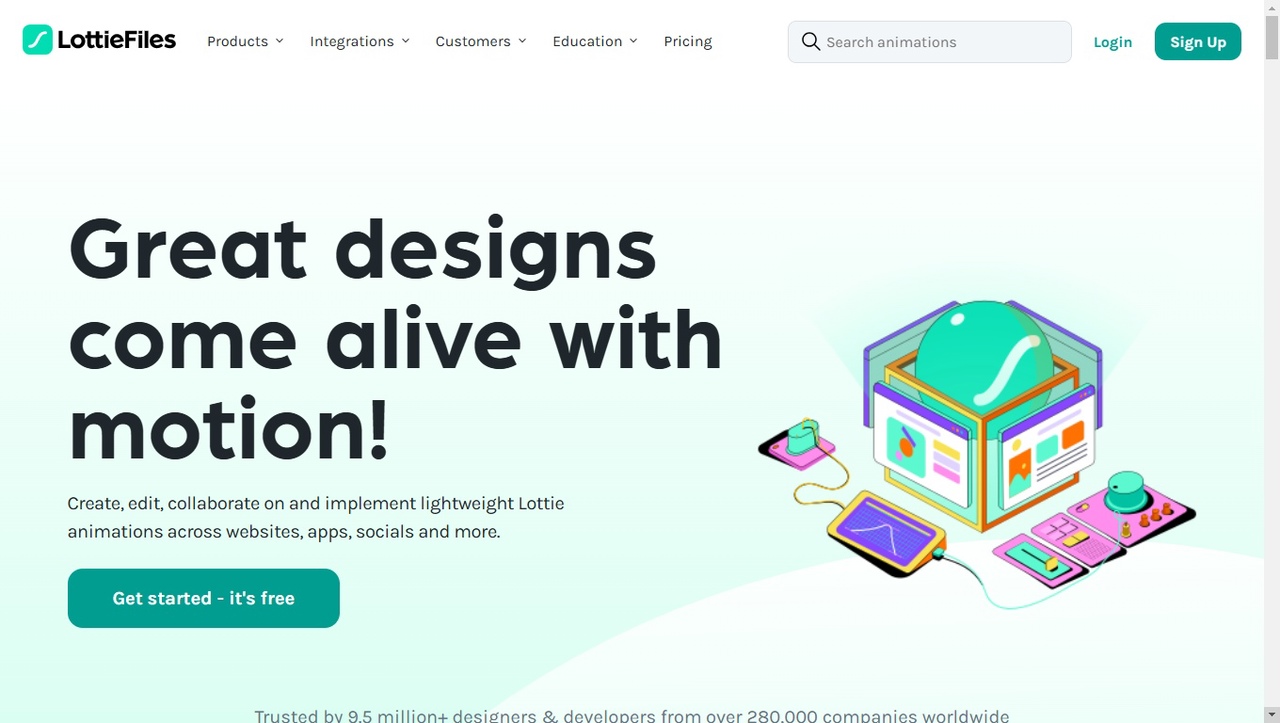 LottieFiles
Products
Integrations
Customers
Education
Pricing
Search animations
Login
Sign Up
Great designs
come alive with
motion!
Create, edit, collaborate on and implement lightweight Lottie
animations across websites, apps, socials and more.
Get started - it's free
Trusted by 9.5 million+ designers & developers from over 280,000 companies worldwide